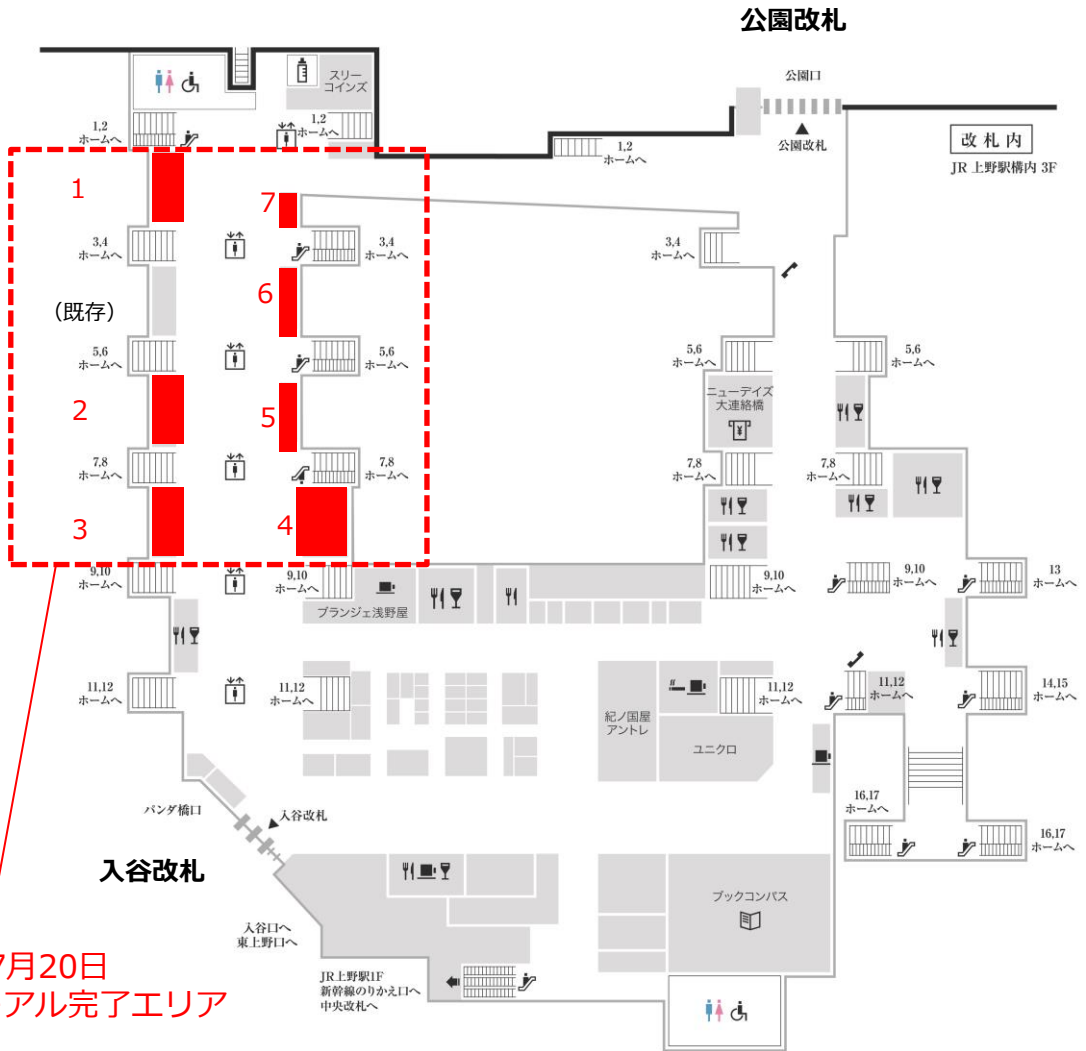 公園改札
公園口
公園改札
改札内
JR 上野駅構内 3F
スリー
コインズ
1,2
ホームへ
1,2
ホームへ
1,2
ホームへ
1
7
3,4
ホームへ
3,4
ホームへ
3,4
ホームへ
(既存)
6
5,6
ホームへ
5,6
ホームへ
5,6
ホームへ
5,6
ホームへ
ニューデイズ
大連絡橋
2
5
7,8
ホームへ
7,8
ホームへ
7,8
ホームへ
7,8
ホームへ
3
4
9,10
ホームへ
9,10
ホームへ
9,10
ホームへ
9,10
ホームへ
13
ホームへ
ブランジェ浅野屋
11,12
ホームへ
11,12
ホームへ
11,12
ホームへ
11,12
ホームへ
14,15
ホームへ
紀ノ国屋
アントレ
ユニクロ
パンダ橋口
入谷改札
16,17
ホームへ
16,17
ホームへ
入谷改札
ブックコンパス
入谷口へ
東上野口へ
7月20日
アル完了エリア
JR上野駅1F
新幹線のりかえ口へ
中央改札へ